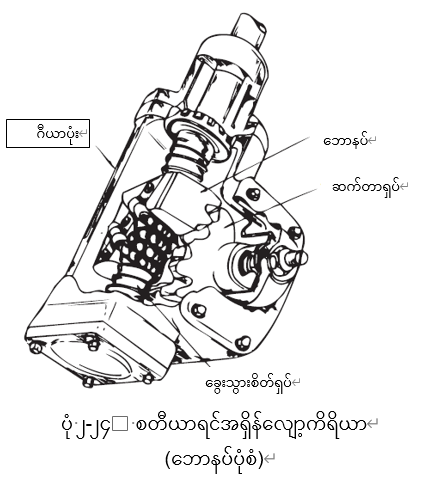 ဂီယာပုံး
ဘောနပ်
ဆက်တာရှပ်
ခွေးသွားစိတ်ရှပ်
ပုံ ၂-၂၄ စတီယာရင်အရှိန်လျော့ကိရိယာ
(ဘောနပ်ပုံစံ)